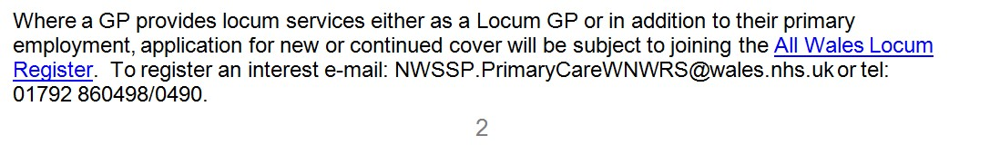 Where a GP provides locum services either as a Locum GP or in addition to their primary
employment, application for new or continued cover will be subject to joining the All Wales Locum
Register.  To register an interest e-mail: NWSSP.PrimaryCareWNWRS@wales.nhs.uk or tel:
01792 860498/0490.
2